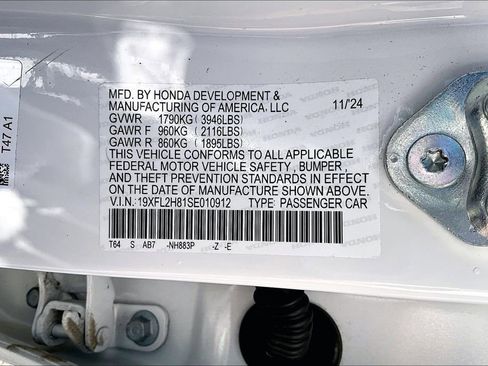 T47 A1
MFD. BY HONDA DEVELOPMENT &
MANUFACTURING OF AMERICA, LLC 11/'24
GVWR 1790KG ( 3946LBS)
GAWR F 960KG ( 2116LBS)
GAWR R 860KG ( 1895LBS)
THIS VEHICLE CONFORMS TO ALL APPLICABLE
FEDERAL MOTOR VEHICLE SAFETY , BUMPER ,
AND THEFT PREVENTION STANDARDS IN EFFECT
ON THE DATE OF MANUFACTURE SHOWN ABOVE.
V.I.N.: 19XFL2H81SE010912 TYPE: PASSENGER CAR
T64 S AB7 -NH883P -Z -E